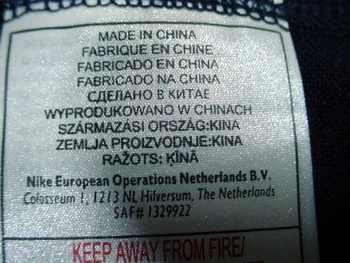 MADE IN CHINA
FABRIQUE EN CHINE
FABRICADO EN CHINA
FABRICADO NA CHINA
СДЕЛАНО В КИТАЕ
WYPRODUKOWANO W CHINACH
SZÁRMAZÁSI ORSZÁG:KINA
ZEMLJA PROIZVODNJE:KINA
RAŽOTS: ĶĪNĀ
Nike European Operations Netherlands B.V.
Colosseum 1, 1213 NL Hilversum, The Netherlands
SAF# 1329922
KEEP AWAY FROM FIRE/